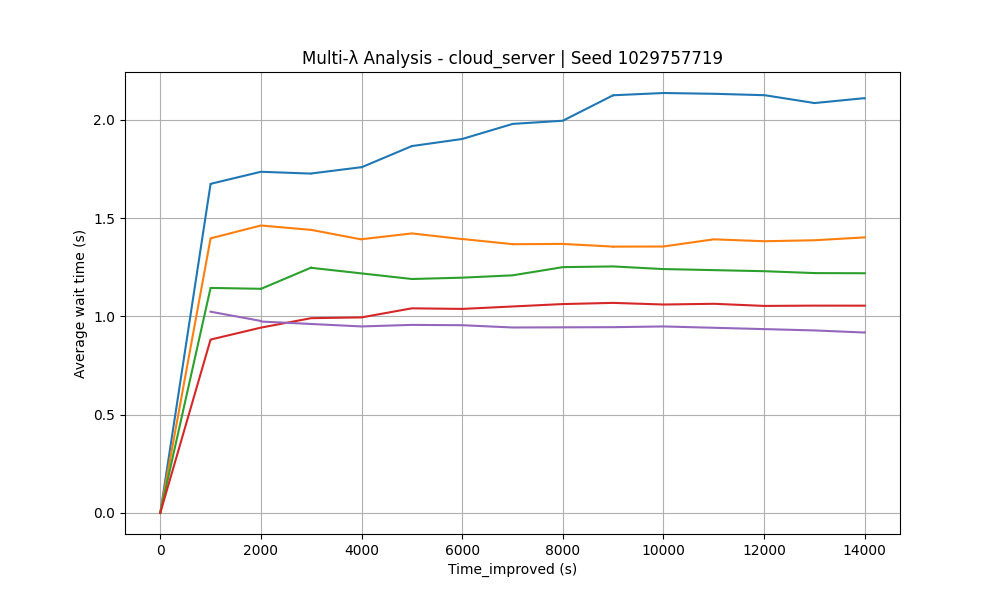 Multi-λ Analysis - cloud_server | Seed 1029757719
Average wait time (s)
2.0
1.5
1.0
0.5
0.0
0 2000 4000 6000 8000 10000 12000 14000
Time_improved (s)